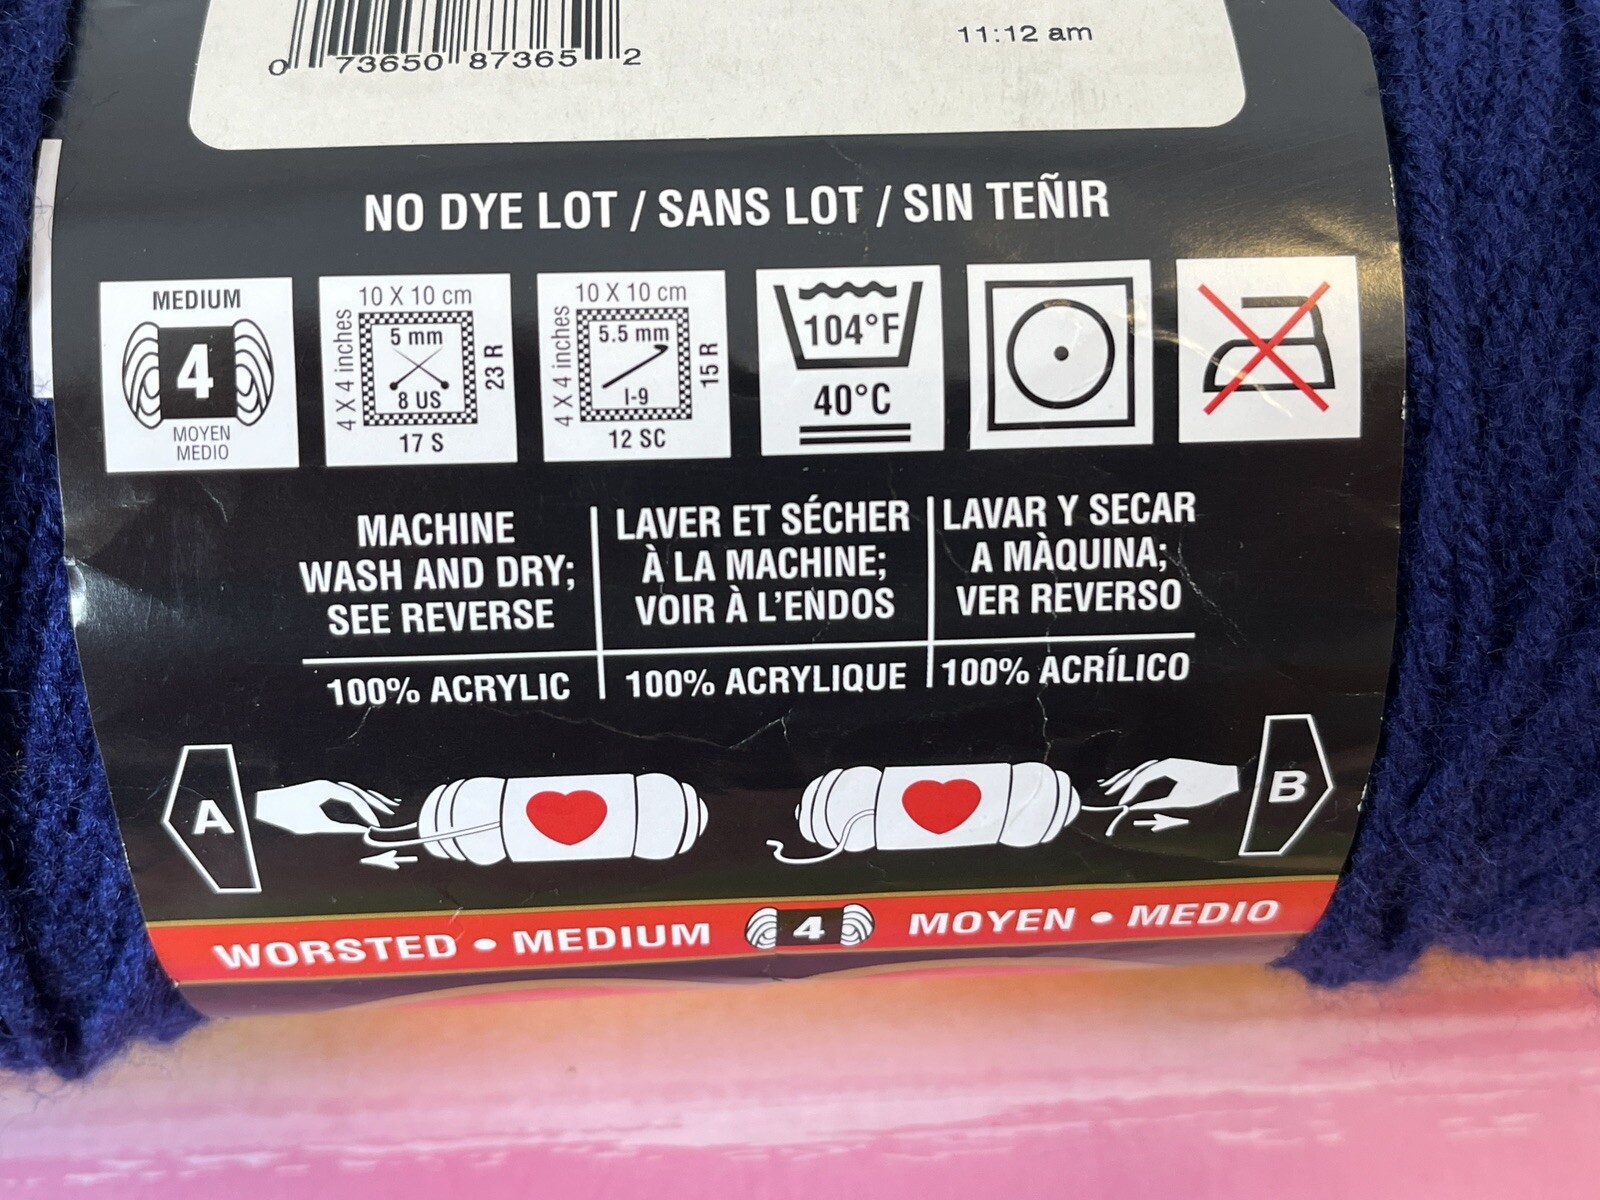 0 73650 87365 2
11:12 am
NO DYE LOT / SANS LOT / SIN TEÑIR
MEDIUM
4
MOYEN
MEDIO
10 X 10 cm
4 X 4 inches
5 mm
8 US
23 R
17 S
10 X 10 cm
4 X 4 inches
5.5 mm
I-9
15 R
12 SC
104°F
40°C
MACHINE
WASH AND DRY;
SEE REVERSE
100% ACRYLIC
LAVER ET SÉCHER
À LA MACHINE;
VOIR À L'ENDOS
100% ACRYLIQUE
LAVAR Y SECAR
A MÀQUINA;
VER REVERSO
100% ACRÍLICO
A
B
WORSTED • MEDIUM 4 MOYEN • MEDIO